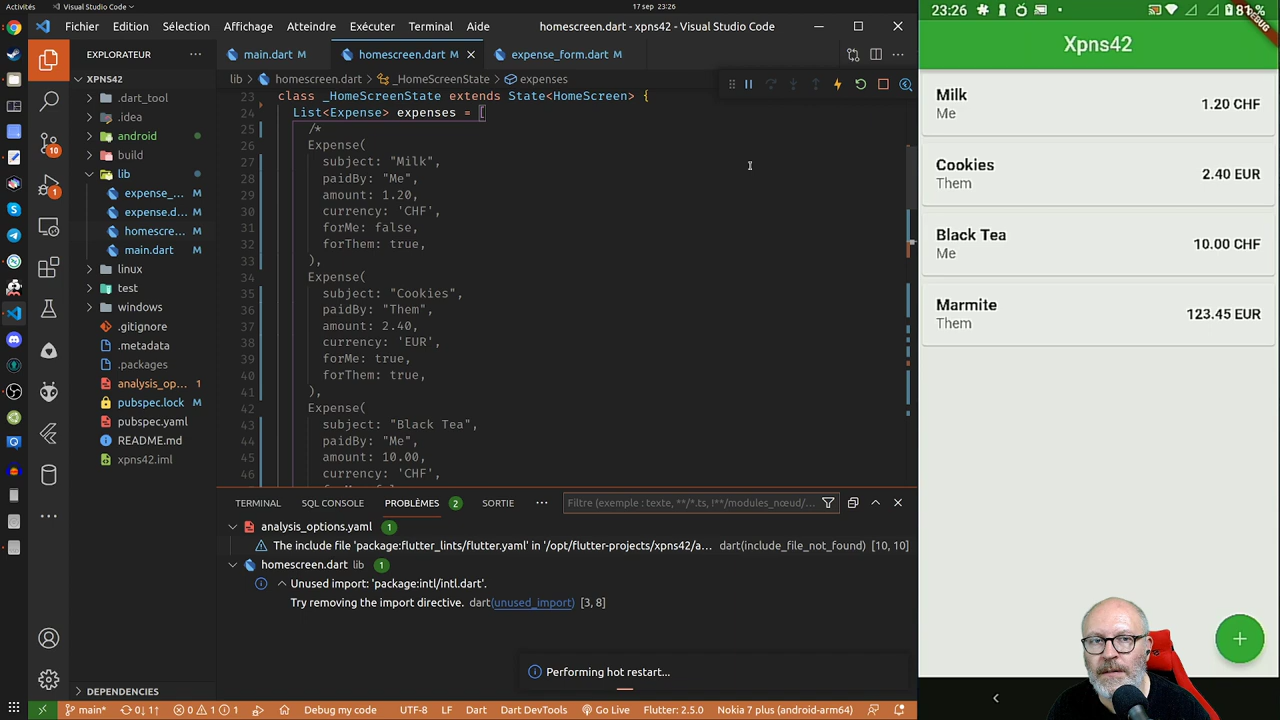 Activités
Visual Studio Code
17 sep 23:26
Fichier Edition Sélection Affichage Atteindre Exécuter Terminal Aide
homescreen.dart - xpns42 - Visual Studio Code
EXPLORATEUR
main.dart
homescreen.dart M
expense_form.dart M
lib > homescreen.dart > _HomeScreenState > expenses
XPNS42
.dart_tool
.idea
android
build
lib
expense_... M
expense.d... M
homescre... M
main.dart M
linux
test
windows
.gitignore
.metadata
.packages
analysis_op... 1
pubspec.lock M
pubspec.yaml
README.md
xpns42.iml
DEPENDENCIES
10
1
23 class _HomeScreenState extends State<HomeScreen> {
24 List<Expense> expenses = [
25 /*
26 Expense(
27 subject: "Milk",
28 paidBy: "Me",
29 amount: 1.20,
30 currency: 'CHF',
31 forMe: false,
32 forThem: true,
33 ),
34 Expense(
35 subject: "Cookies",
36 paidBy: "Them",
37 amount: 2.40,
38 currency: 'EUR',
39 forMe: true,
40 forThem: true,
41 ),
42 Expense(
43 subject: "Black Tea",
44 paidBy: "Me",
45 amount: 10.00,
46 currency: 'CHF',
TERMINAL SQL CONSOLE PROBLÈMES 2 SORTIE
Filtre (exemple : texte, **/*.ts, !**/modules_nœud/...
analysis_options.yaml 1
The include file 'package:flutter_lints/flutter.yaml' in '/opt/flutter-projects/xpns42/a... dart(include_file_not_found) [10, 10]
homescreen.dart lib 1
Unused import: 'package:intl/intl.dart'.
Try removing the import directive. dart(unused_import) [3, 8]
Performing hot restart...
main* 0↓ 1↑ 0 1 1 Debug my code UTF-8 LF Dart Dart DevTools Go Live Flutter: 2.5.0 Nokia 7 plus (android-arm64)
23:26
81%
DEBUG
Xpns42
Milk
Me
1.20 CHF
Cookies
Them
2.40 EUR
Black Tea
Me
10.00 CHF
Marmite
Them
123.45 EUR